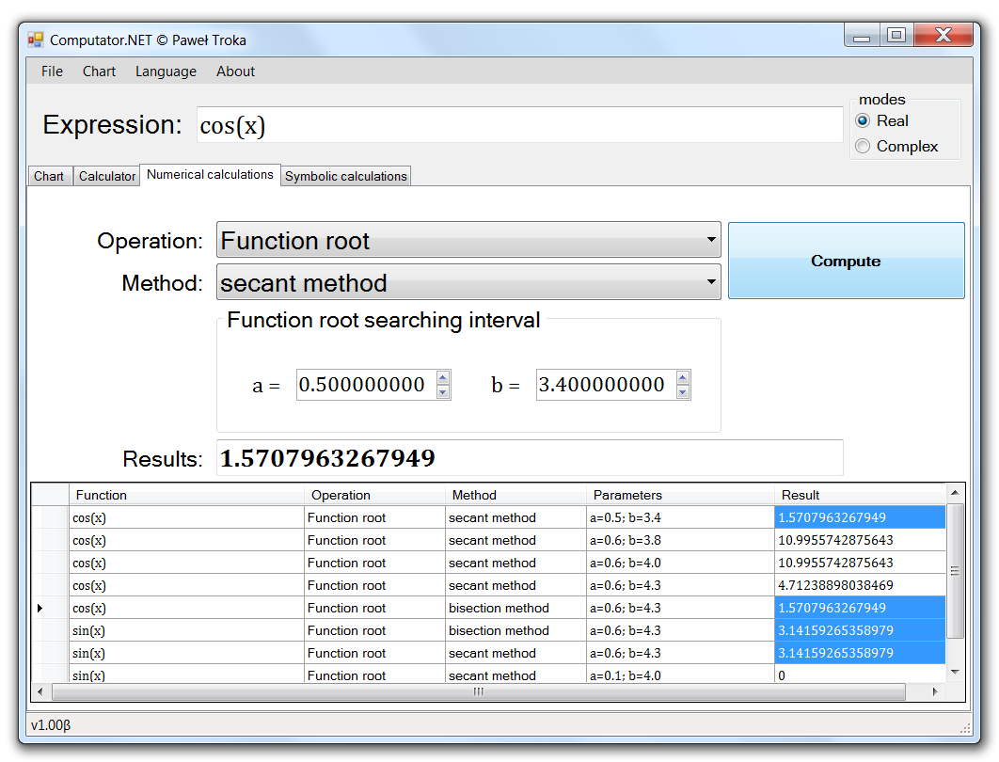 Computator.NET © Paweł Troka
File Chart Language About
modes
Expression: cos(x)
Real
Complex
Chart Calculator Numerical calculations Symbolic calculations
Operation: Function root
Compute
Method: secant method
Function root searching interval
a = 0.500000000 b = 3.400000000
Results: 1.5707963267949
Function Operation Method Parameters Result
cos(x) Function root secant method a=0.5; b=3.4 1.5707963267949
cos(x) Function root secant method a=0.6; b=3.8 10.9955742875643
cos(x) Function root secant method a=0.6; b=4.0 10.9955742875643
cos(x) Function root secant method a=0.6; b=4.3 4.71238898038469
cos(x) Function root bisection method a=0.6; b=4.3 1.5707963267949
sin(x) Function root bisection method a=0.6; b=4.3 3.14159265358979
sin(x) Function root secant method a=0.6; b=4.3 3.14159265358979
sin(x) Function root secant method a=0.1; b=4.0 0
v1.00β